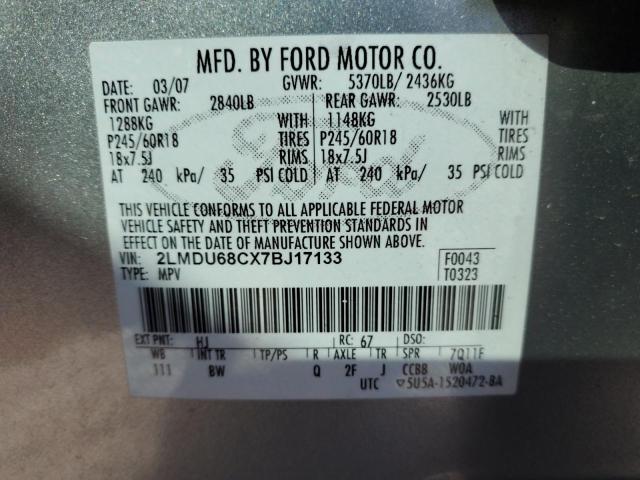 MFD. BY FORD MOTOR CO.
DATE: 03/07 GVWR: 5370LB/ 2436KG
FRONT GAWR: 2840LB REAR GAWR: 2530LB
1288KG WITH 1148KG WITH
P245/60R18 TIRES P245/60R18 TIRES
18x7.5J RIMS 18x7.5J RIMS
AT 240 kPa/ 35 PSI COLD AT 240 kPa/ 35 PSI COLD
THIS VEHICLE CONFORMS TO ALL APPLICABLE FEDERAL MOTOR
VEHICLE SAFETY AND THEFT PREVENTION STANDARDS IN
EFFECT ON THE DATE OF MANUFACTURE SHOWN ABOVE.
VIN: 2LMDU68CX7BJ17133 F0043
TYPE: MPV T0323
EXT PNT: HJ RC: 67 DSO:
WB INT TR TP/PS R AXLE TR SPR 7Q11F
111 BW Q 2F J CCBB WOA
UTC ▽5U5A-1520472-BA